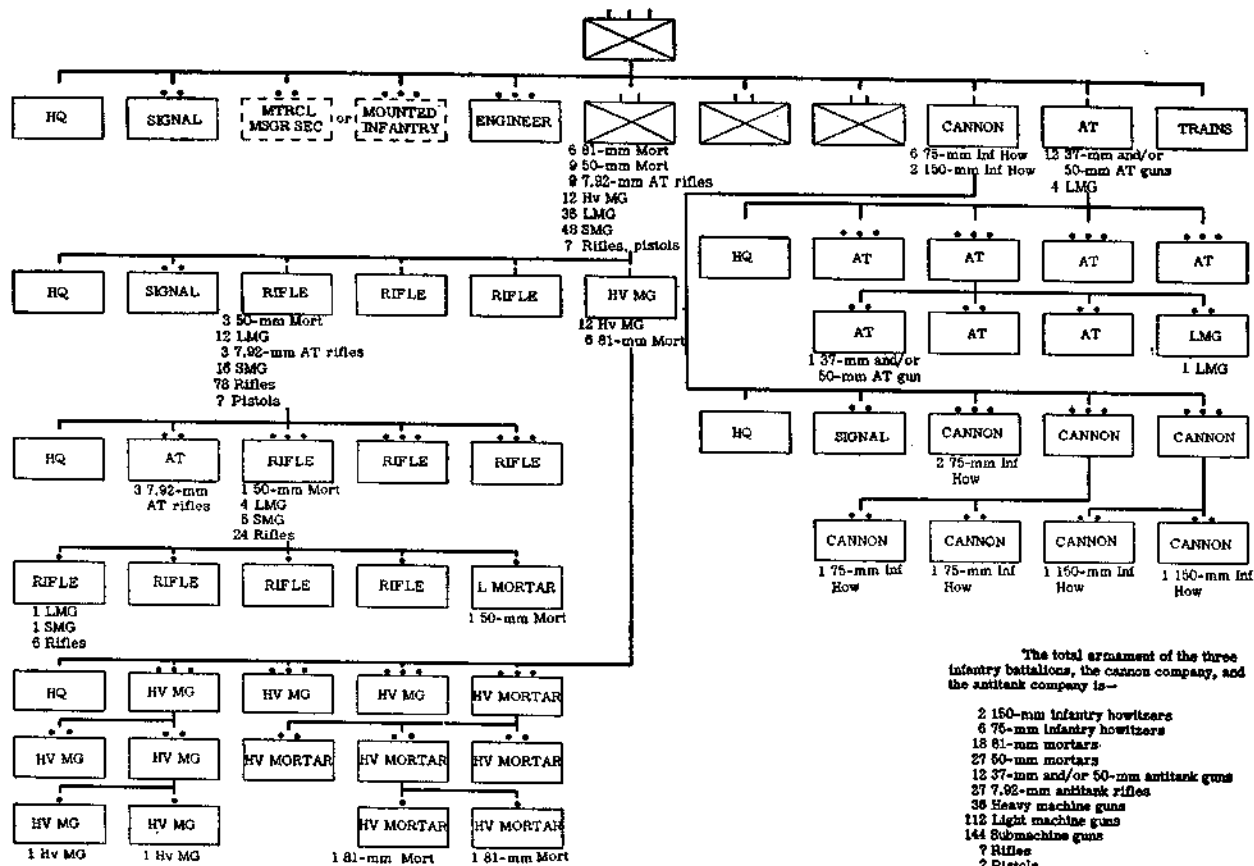 HQ
SIGNAL
MTRCL
MSGR SEC
or
MOUNTED
INFANTRY
ENGINEER
CANNON
AT
TRAINS
6 81-mm Mort
9 50-mm Mort
9 7.92-mm AT rifles
12 Hv MG
36 LMG
48 SMG
? Rifles, pistols
6 75-mm Inf How
2 150-mm Inf How
12 37-mm and/or
50-mm AT guns
4 LMG
HQ
AT
AT
AT
AT
HQ
SIGNAL
RIFLE
RIFLE
RIFLE
HV MG
3 50-mm Mort
12 LMG
3 7.92-mm AT rifles
16 SMG
78 Rifles
? Pistols
12 Hv MG
6 81-mm Mort
AT
AT
AT
LMG
1 37-mm and/or
50-mm AT gun
1 LMG
HQ
SIGNAL
CANNON
CANNON
CANNON
2 75-mm Inf
How
HQ
AT
RIFLE
RIFLE
RIFLE
3 7.92-mm
AT rifles
1 50-mm Mort
4 LMG
5 SMG
24 Rifles
CANNON
CANNON
CANNON
CANNON
1 75-mm Inf
How
1 75-mm Inf
How
1 150-mm Inf
How
1 150-mm Inf
How
RIFLE
RIFLE
RIFLE
RIFLE
L MORTAR
1 LMG
1 SMG
6 Rifles
1 50-mm Mort
HQ
HV MG
HV MG
HV MG
HV MORTAR
HV MG
HV MG
HV MORTAR
HV MORTAR
HV MORTAR
HV MG
HV MG
HV MORTAR
HV MORTAR
1 Hv MG
1 Hv MG
1 81-mm Mort
1 81-mm Mort
The total armament of the three
infantry battalions, the cannon company, and
the antitank company is—
2 150-mm infantry howitzers
6 75-mm infantry howitzers
18 81-mm mortars
27 50-mm mortars
12 37-mm and/or 50-mm antitank guns
27 7.92-mm antitank rifles
36 Heavy machine guns
112 Light machine guns
144 Submachine guns
? Rifles
? Pistols